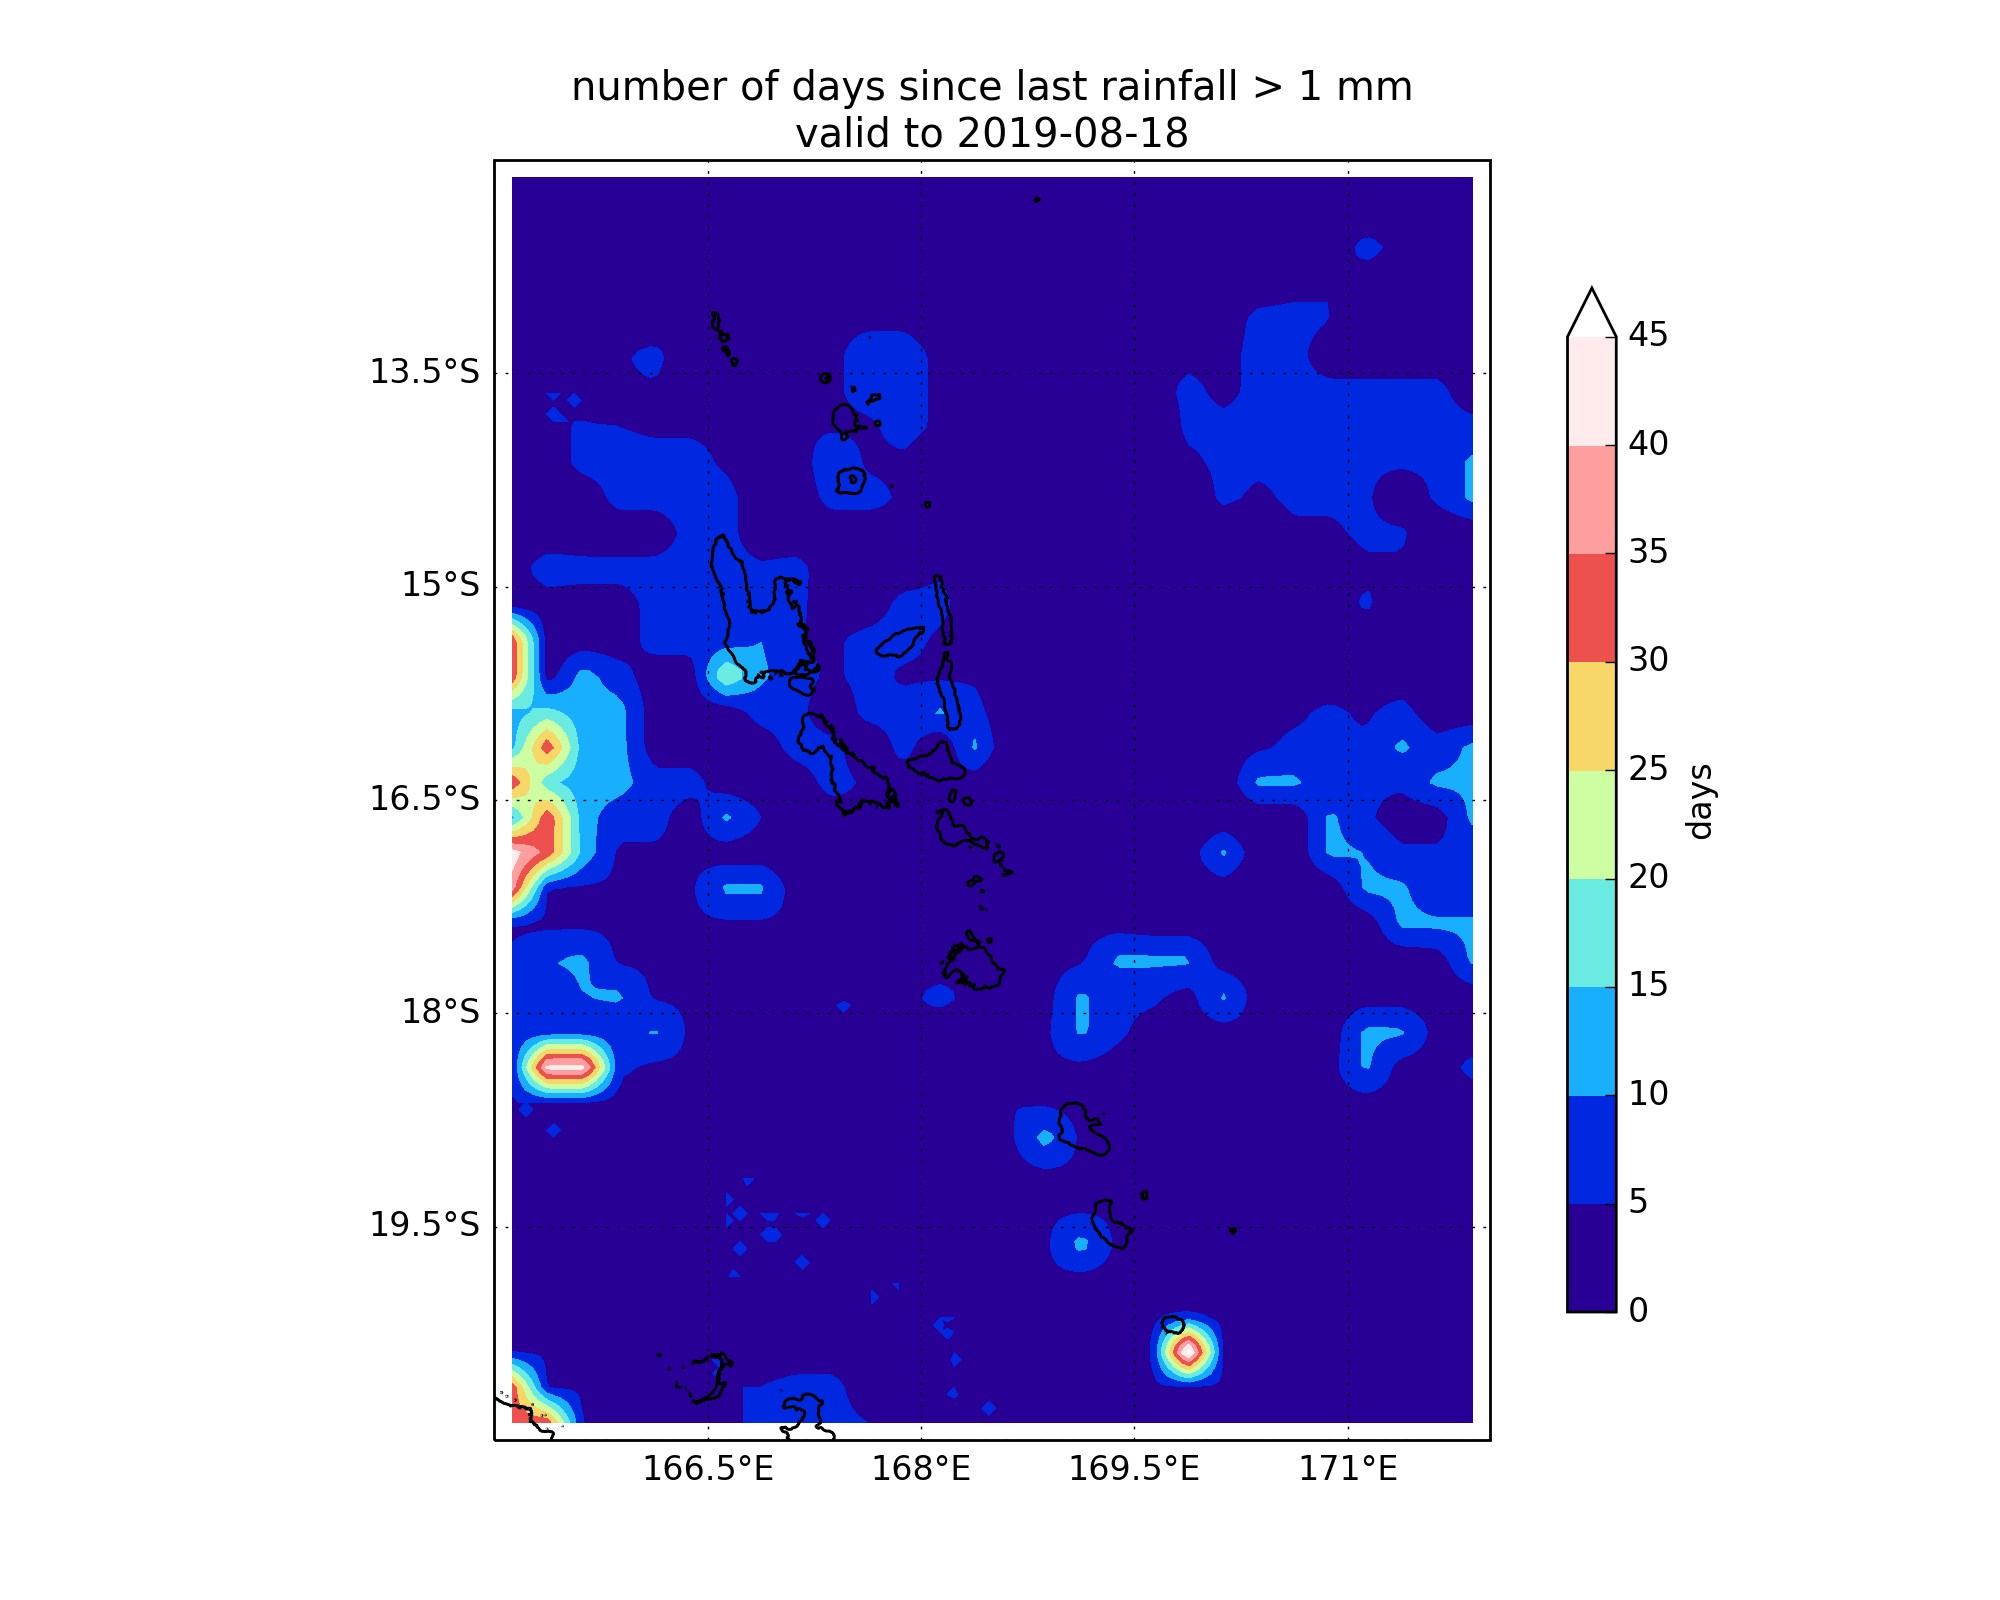 number of days since last rainfall > 1 mm
valid to 2019-08-18
13.5°S
15°S
16.5°S
18°S
19.5°S
166.5°E
168°E
169.5°E
171°E
45
40
35
30
25
20
15
10
5
0
days